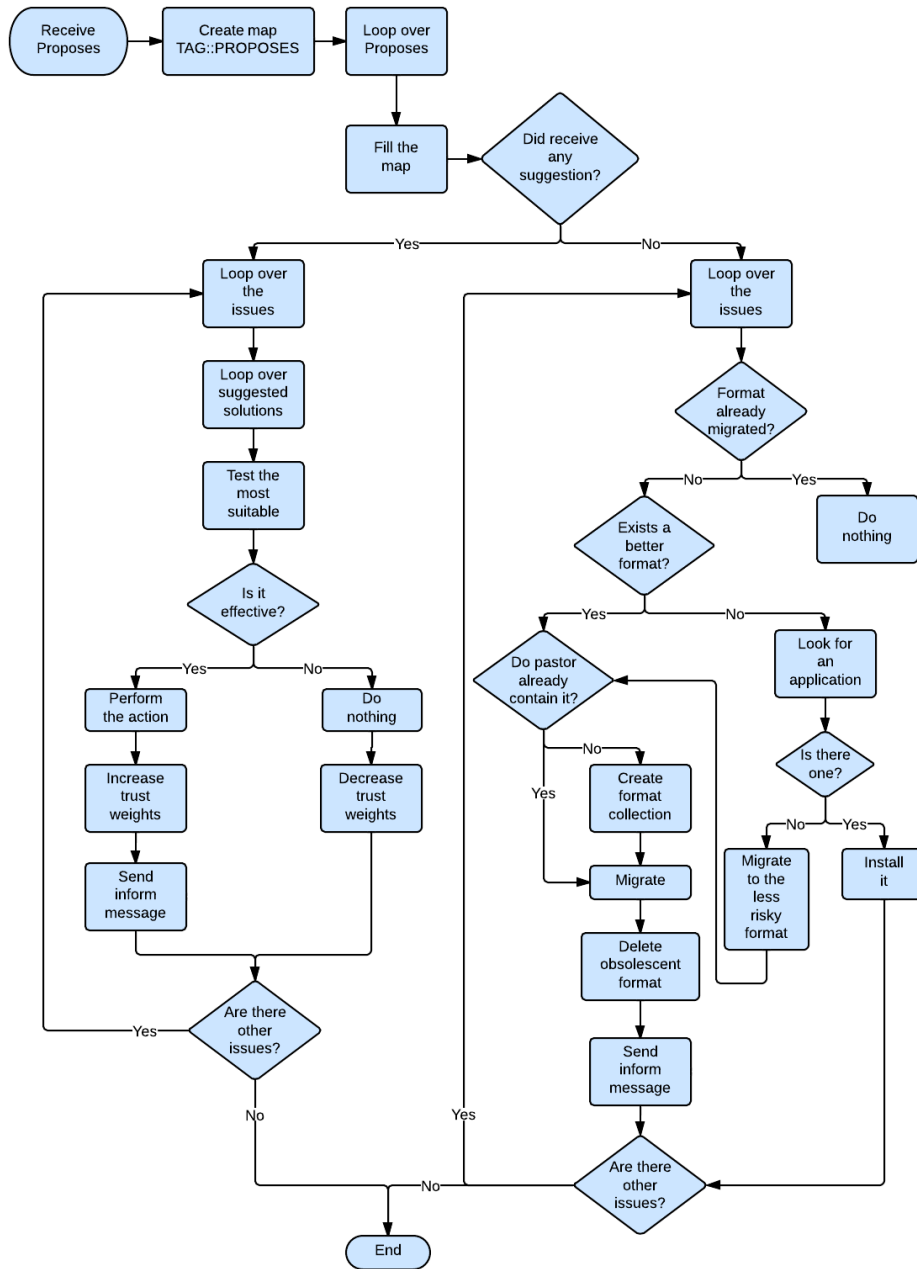 Receive
Proposes
Create map
TAG::PROPOSES
Loop over
Proposes
Fill the
map
Did receive
any
suggestion?
Yes
No
Loop over
the
issues
Loop over
the
issues
Loop over
suggested
solutions
Format
already
migrated?
Test the
most
suitable
No
Yes
Exists a
better
format?
Do
nothing
Is it
effective?
Yes
No
Yes
No
Do pastor
already
contain it?
Look for
an
application
Perform
the action
Do
nothing
No
Is there
one?
Increase
trust
weights
Decrease
trust
weights
Yes
Create
format
collection
No
Yes
Send
inform
message
Migrate
Migrate
to the
less
risky
format
Install
it
Delete
obsolescent
format
Are there
other
issues?
Yes
Send
inform
message
No
Yes
Are there
other
issues?
No
End